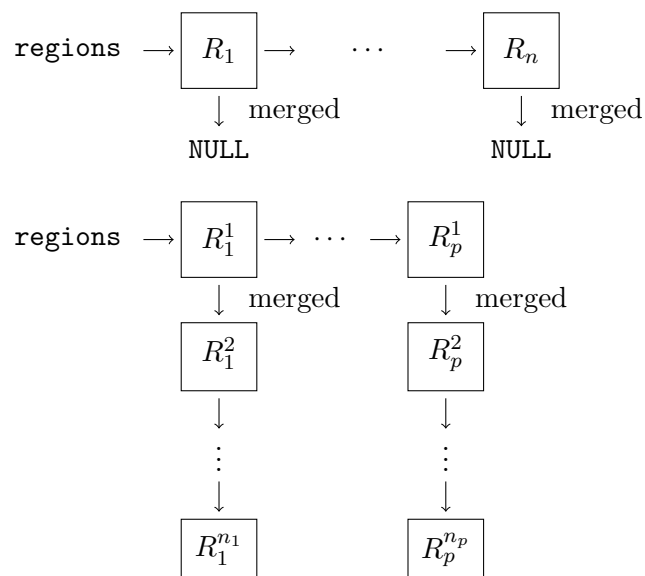 regions → R_1 → ⋯ → R_n
↓ merged ↓ merged
NULL NULL
regions → R_1^1 → ⋯ → R_p^1
↓ merged ↓ merged
R_1^2 R_p^2
↓ ↓
⋮ ⋮
↓ ↓
R_1^{n_1} R_p^{n_p}